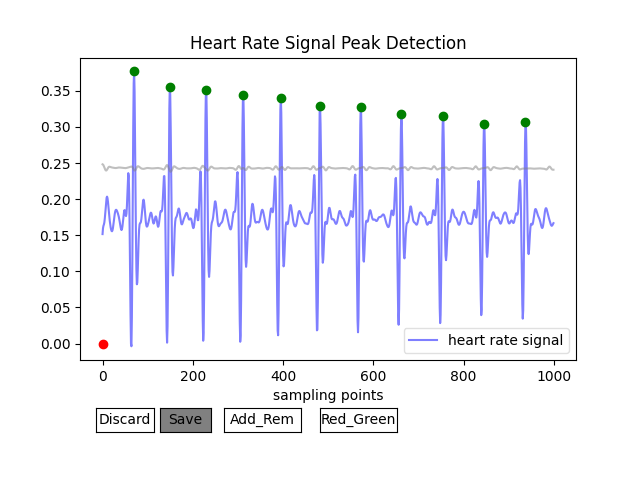 Heart Rate Signal Peak Detection
0.35
0.30
0.25
0.20
0.15
0.10
0.05
0.00
heart rate signal
0 200 400 600 800 1000
sampling points
Discard Save Add_Rem Red_Green